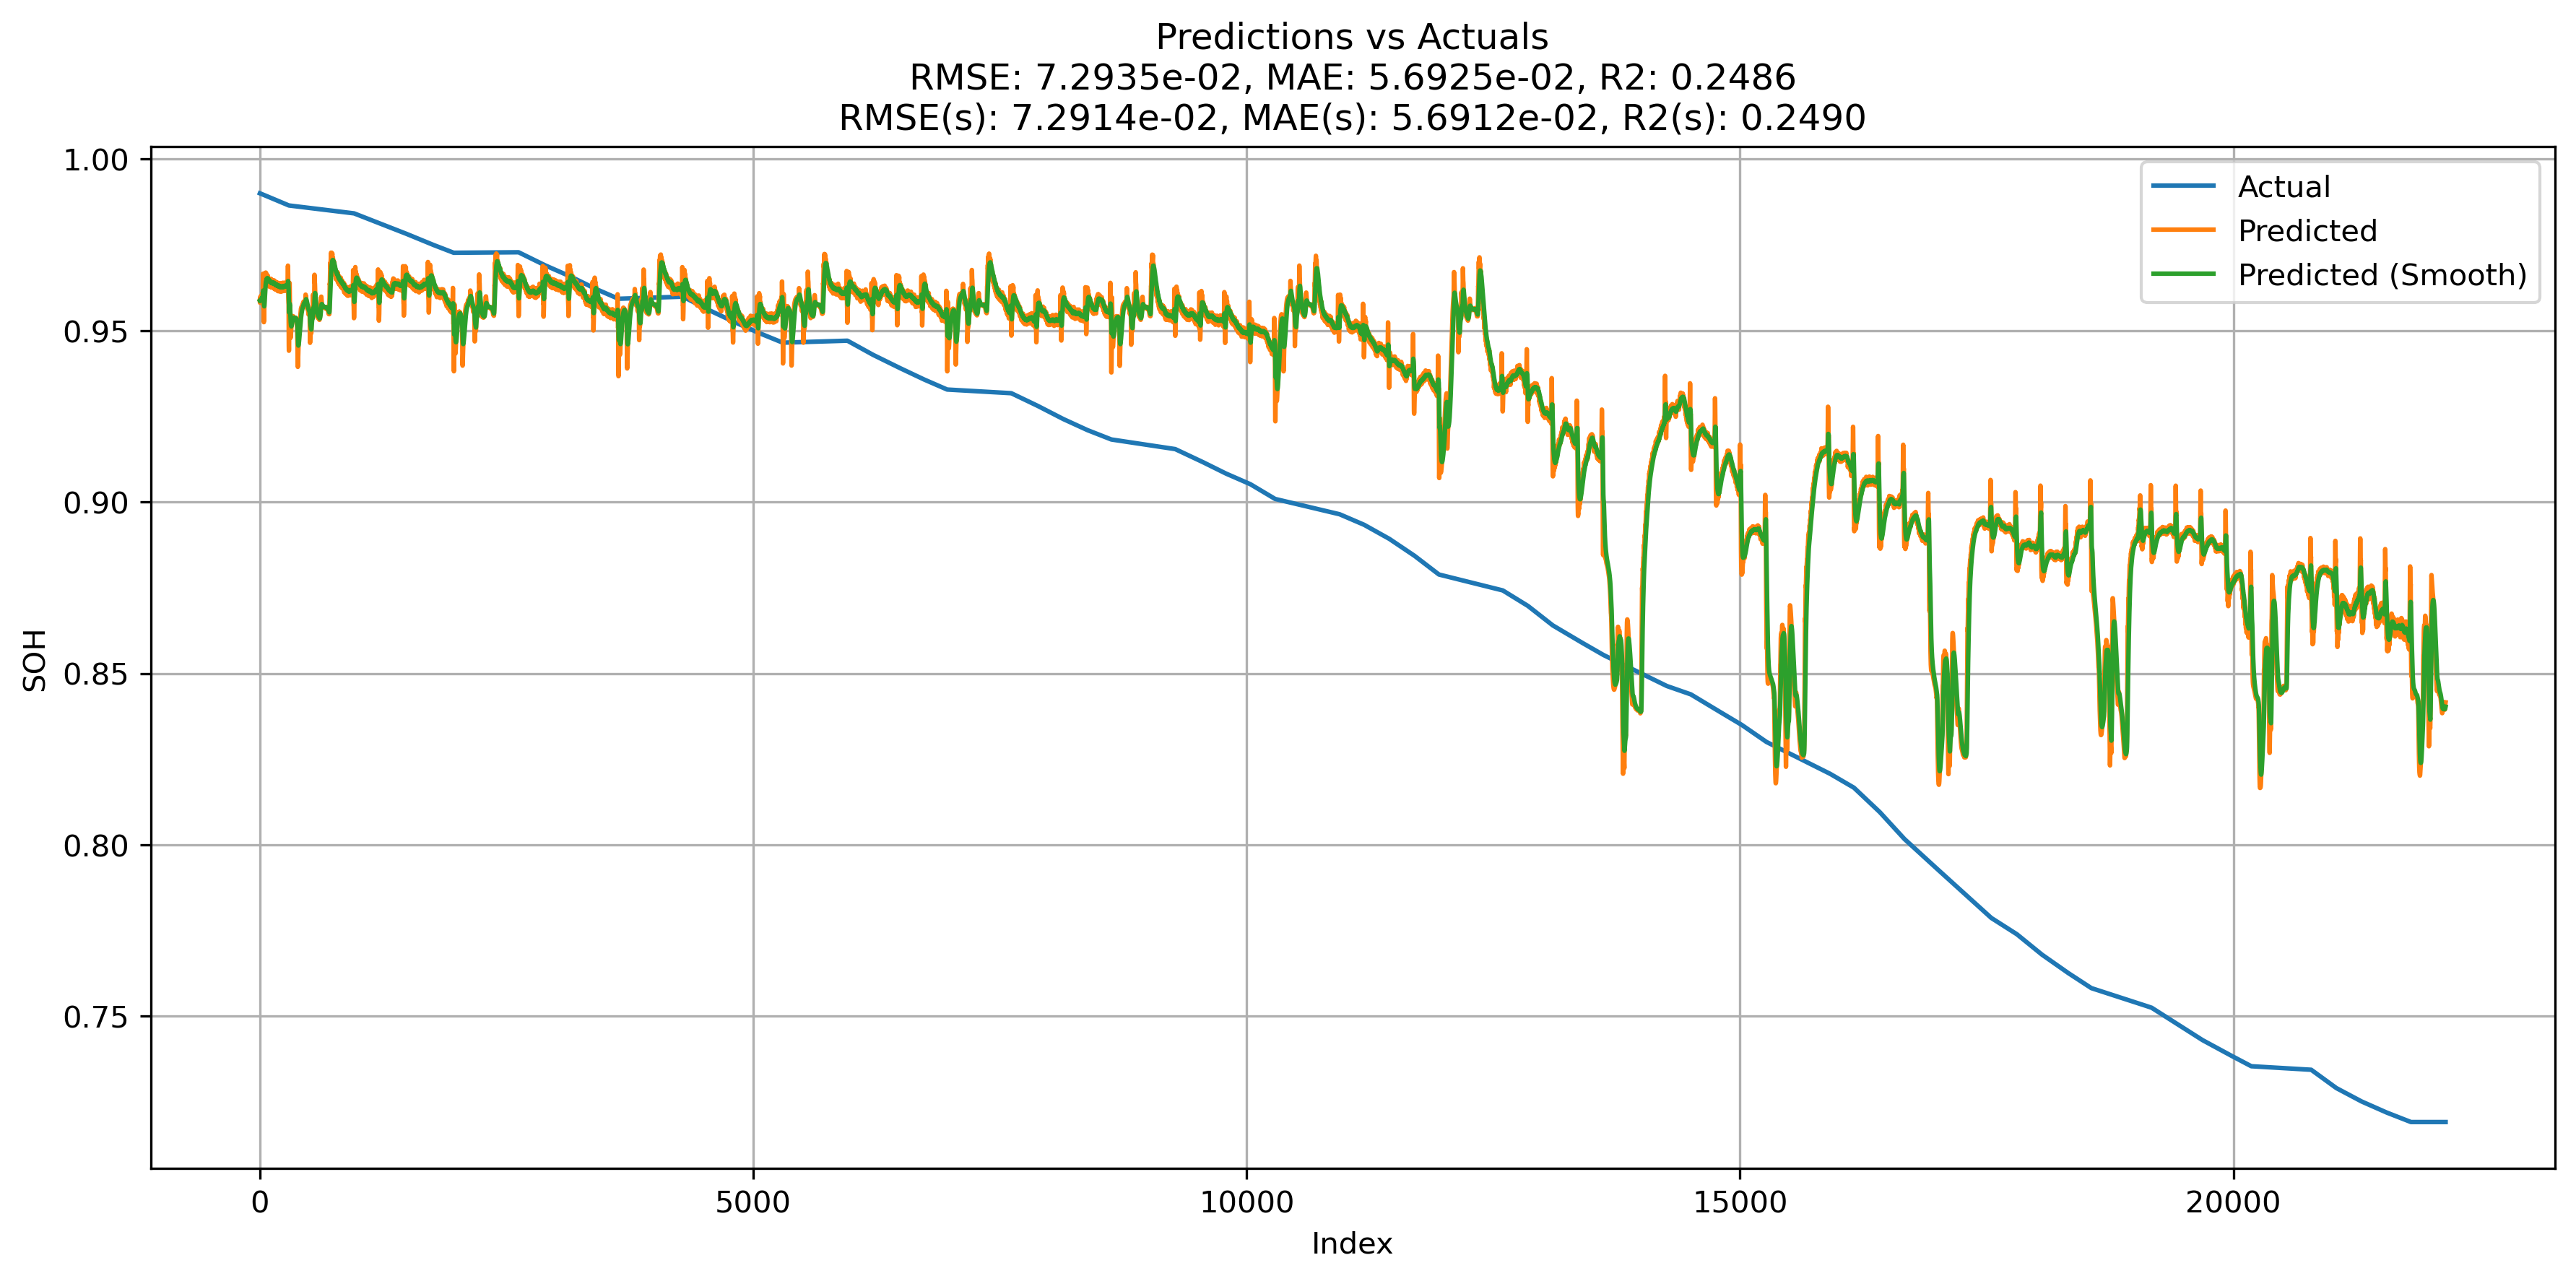 Predictions vs Actuals
RMSE: 7.2935e-02, MAE: 5.6925e-02, R2: 0.2486
RMSE(s): 7.2914e-02, MAE(s): 5.6912e-02, R2(s): 0.2490
Actual
Predicted
Predicted (Smooth)
SOH
1.00
0.95
0.90
0.85
0.80
0.75
0 5000 10000 15000 20000
Index